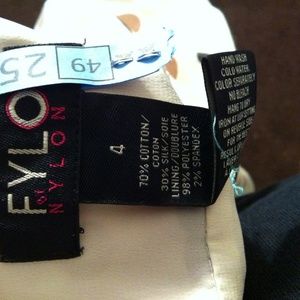 49
25
EYLO
NYLON
4
70% COTTON/
COTON
30% SILK/SOIE
LINING/DOUBLURE
98% POLYESTER
2% SPANDEX
HAND WASH
COLD WATER
COLOR SEPARATELY
NO BLEACH
HANG TO DRY
IRON AT LOW SETTING
ON REVERSE SIDE